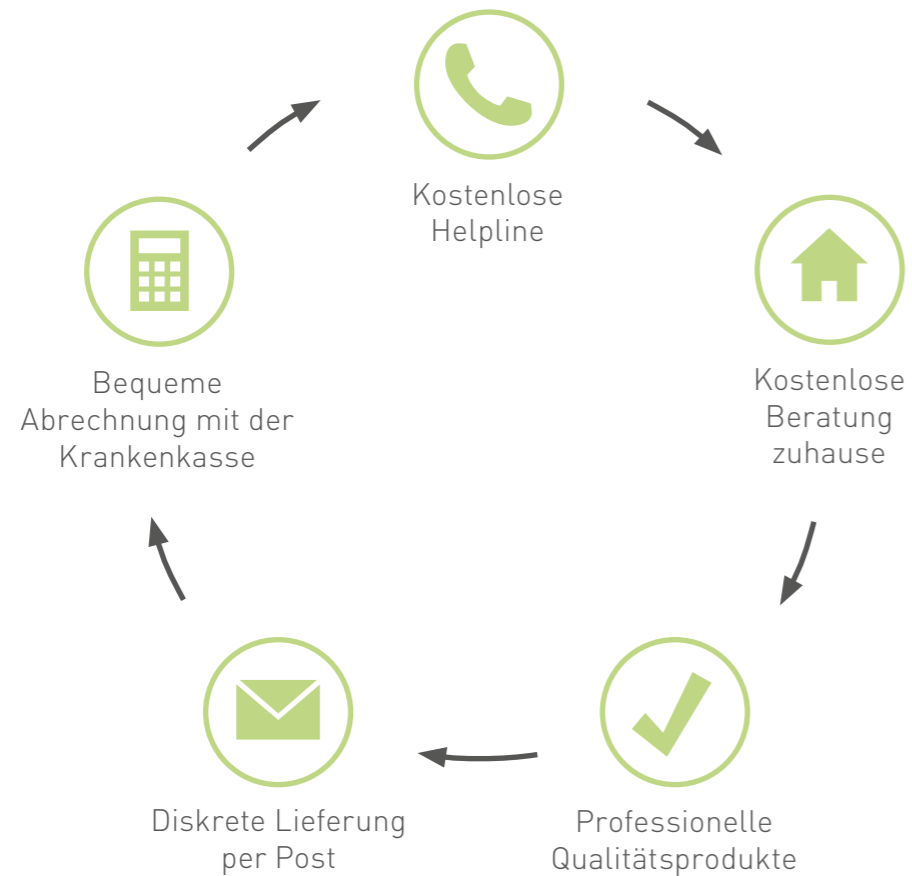 Kostenlose
Helpline
Kostenlose
Beratung
zuhause
Professionelle
Qualitätsprodukte
Diskrete Lieferung
per Post
Bequeme
Abrechnung mit der
Krankenkasse